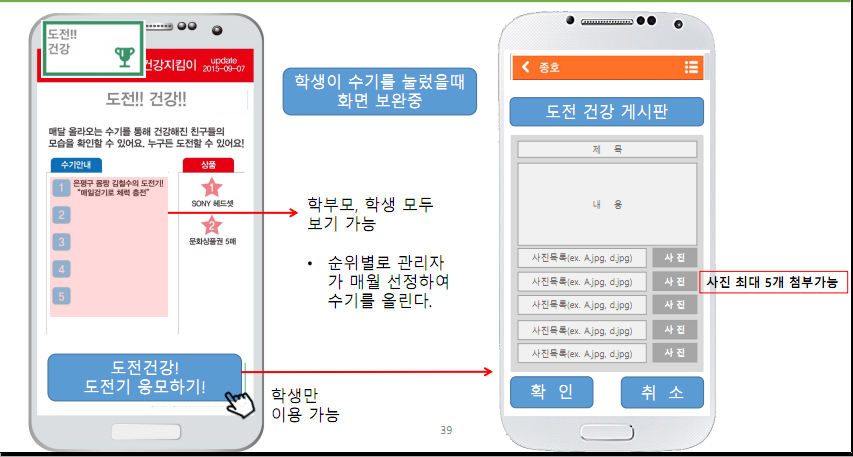 도전!!
건강
건강지킴이
update
2015-09-07
도전!! 건강!!
매달 올라오는 수기를 통해 건강해진 친구들의
모습을 확인할 수 있어요. 누구든 도전할 수 있어요!
수기안내
상품
1 은평구 몸짱 김철수의 도전기!!
"매일걷기로 체력 충전"
2
3
4
5
1
SONY 헤드셋
2
문화상품권 5매
도전건강!
도전기 응모하기!
학생이 수기를 눌렀을때
화면 보완중
학부모, 학생 모두
보기 가능
• 순위별로 관리자
가 매월 선정하여
수기를 올린다.
학생만
이용 가능
종호
도전 건강 게시판
제 목
내 용
사진목록(ex. A.jpg, d.jpg) 사 진
사진목록(ex. A.jpg, d.jpg) 사 진
사진목록(ex. A.jpg, d.jpg) 사 진
사진목록(ex. A.jpg, d.jpg) 사 진
사진목록(ex. A.jpg, d.jpg) 사 진
사진 최대 5개 첨부가능
확 인
취 소
39